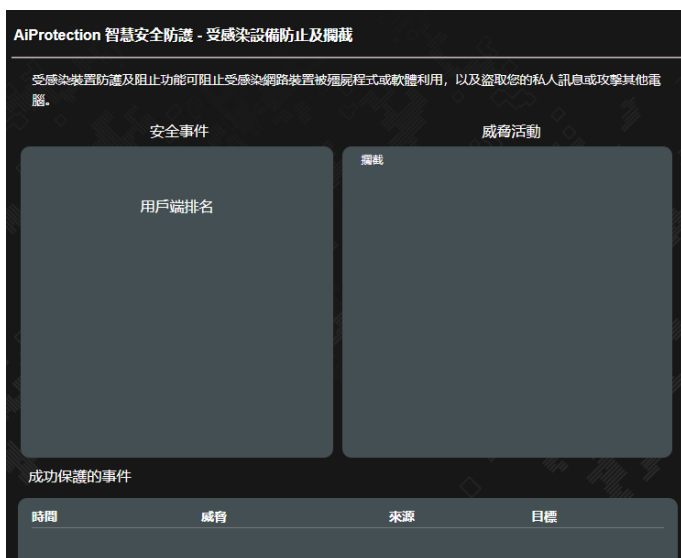 AiProtection 智慧安全防護 - 受感染設備防止及攔截
受感染裝置防護及阻止功能可阻止受感染網路裝置被殭屍程式或軟體利用，以及盜取您的私人訊息或攻擊其他電
腦。
安全事件
威脅活動
攔截
用戶端排名
成功保護的事件
時間 威脅 來源 目標